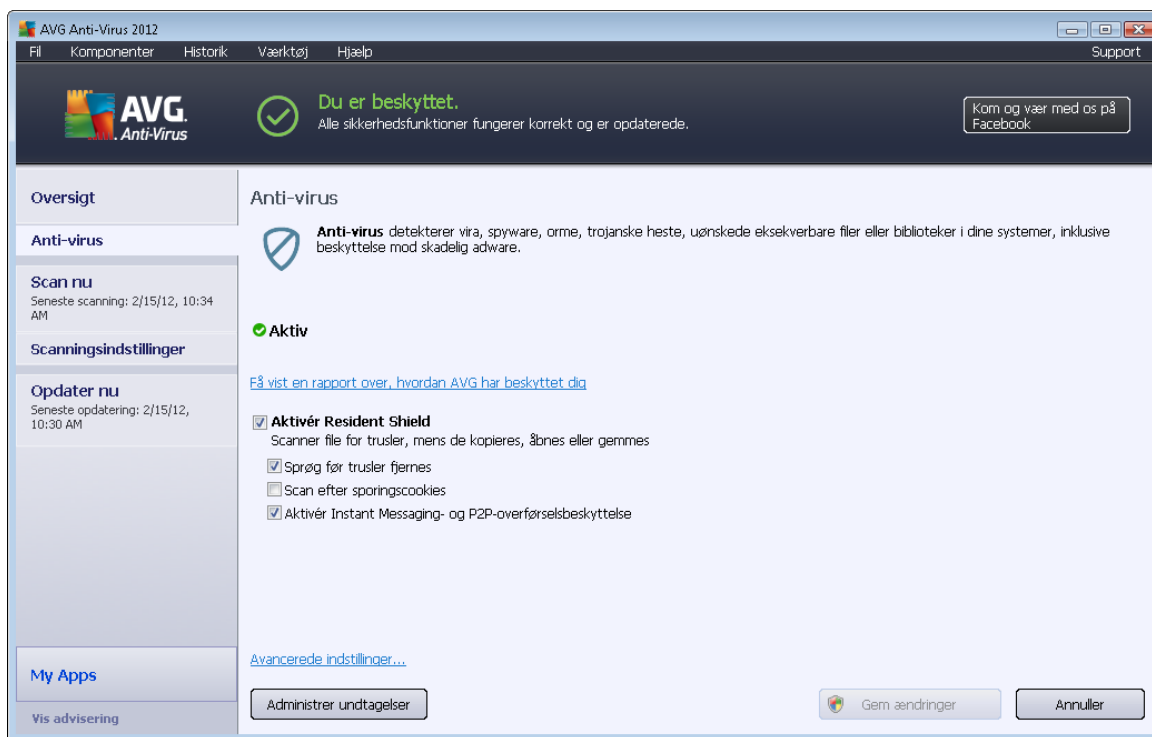 AVG Anti-Virus 2012
Fil Komponenter Historik Værktøj Hjælp Support
AVG.
Anti-Virus
Du er beskyttet.
Alle sikkerhedsfunktioner fungerer korrekt og er opdaterede.
Kom og vær med os på
Facebook
Oversigt
Anti-virus
Scan nu
Seneste scanning: 2/15/12, 10:34
AM
Scanningsindstillinger
Opdater nu
Seneste opdatering: 2/15/12,
10:30 AM
My Apps
Vis advisering
Anti-virus
Anti-virus detekterer vira, spyware, orme, trojanske heste, uønskede eksekverbare filer eller biblioteker i dine systemer, inklusive
beskyttelse mod skadelig adware.
Aktiv
Få vist en rapport over, hvordan AVG har beskyttet dig
Aktivér Resident Shield
Scanner file for trusler, mens de kopieres, åbnes eller gemmes
Sprøg før trusler fjernes
Scan efter sporingscookies
Aktivér Instant Messaging- og P2P-overførselsbeskyttelse
Avancerede indstillinger...
Administrer undtagelser
Gem ændringer
Annuller